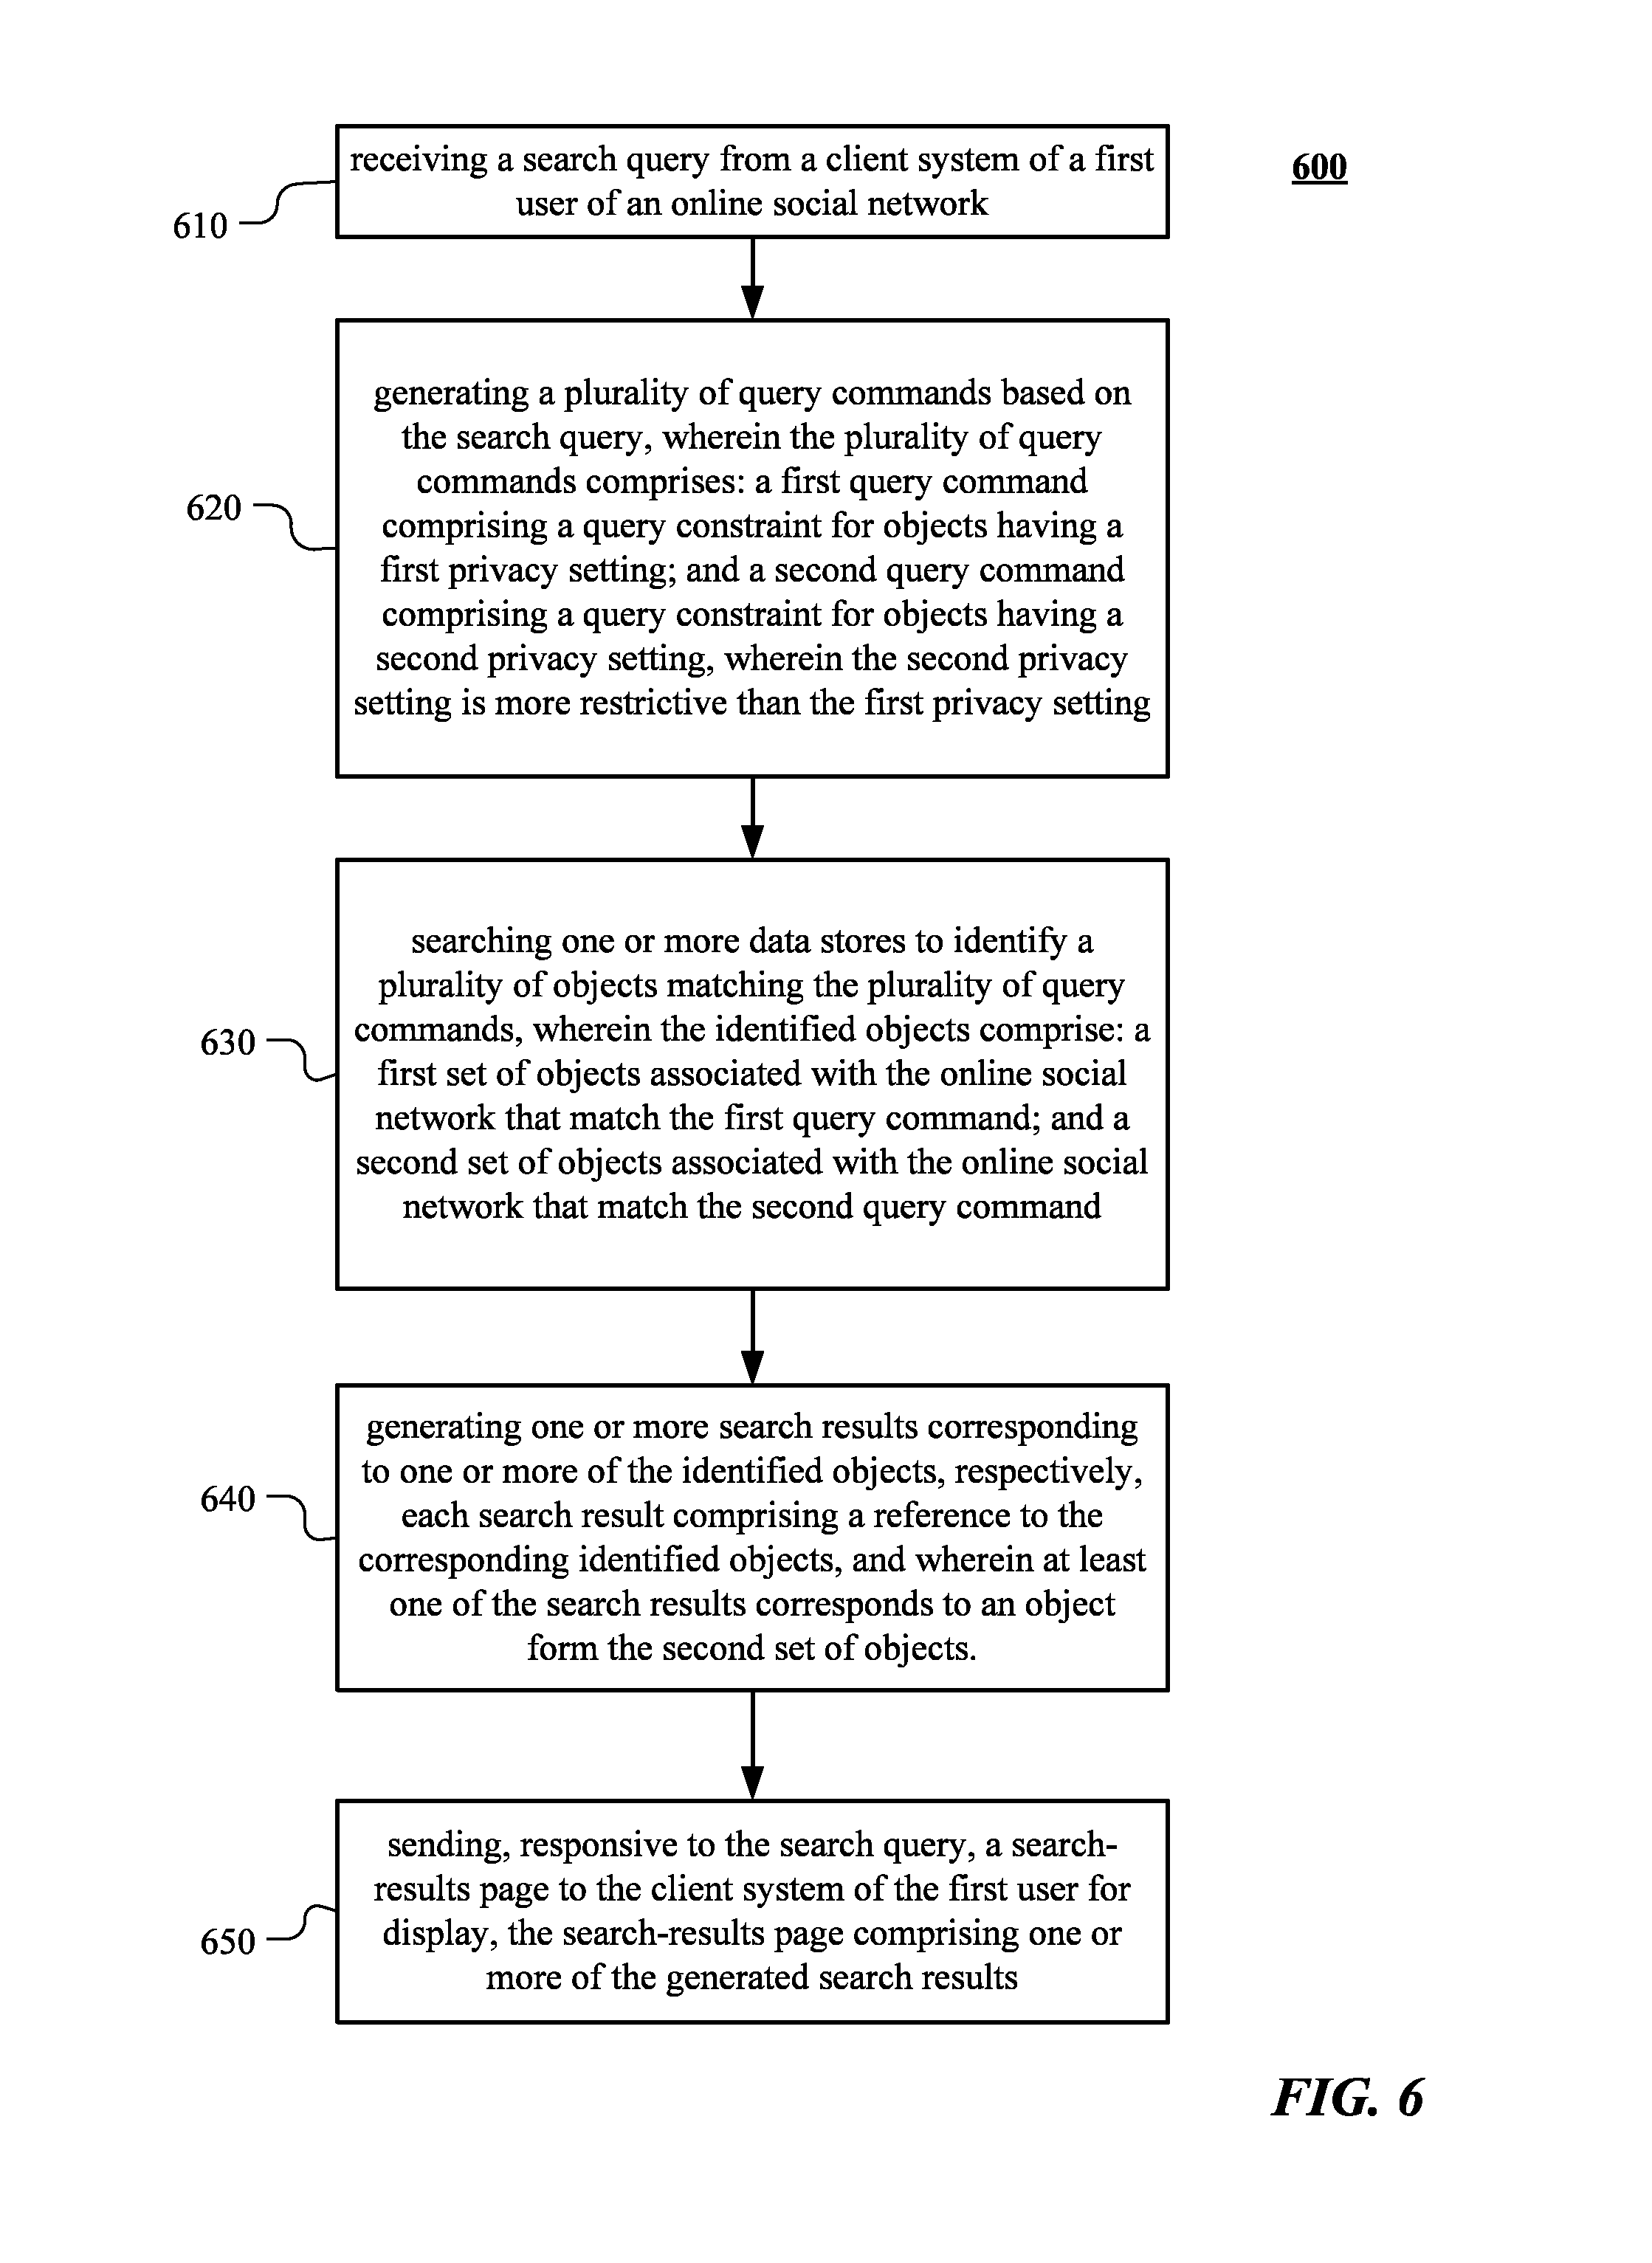 receiving a search query from a client system of a first
user of an online social network
600
610
generating a plurality of query commands based on
the search query, wherein the plurality of query
commands comprises: a first query command
comprising a query constraint for objects having a
first privacy setting; and a second query command
comprising a query constraint for objects having a
second privacy setting, wherein the second privacy
setting is more restrictive than the first privacy setting
620
searching one or more data stores to identify a
plurality of objects matching the plurality of query
commands, wherein the identified objects comprise: a
first set of objects associated with the online social
network that match the first query command; and a
second set of objects associated with the online social
network that match the second query command
630
generating one or more search results corresponding
to one or more of the identified objects, respectively,
each search result comprising a reference to the
corresponding identified objects, and wherein at least
one of the search results corresponds to an object
form the second set of objects.
640
sending, responsive to the search query, a search-
results page to the client system of the first user for
display, the search-results page comprising one or
more of the generated search results
650
FIG. 6